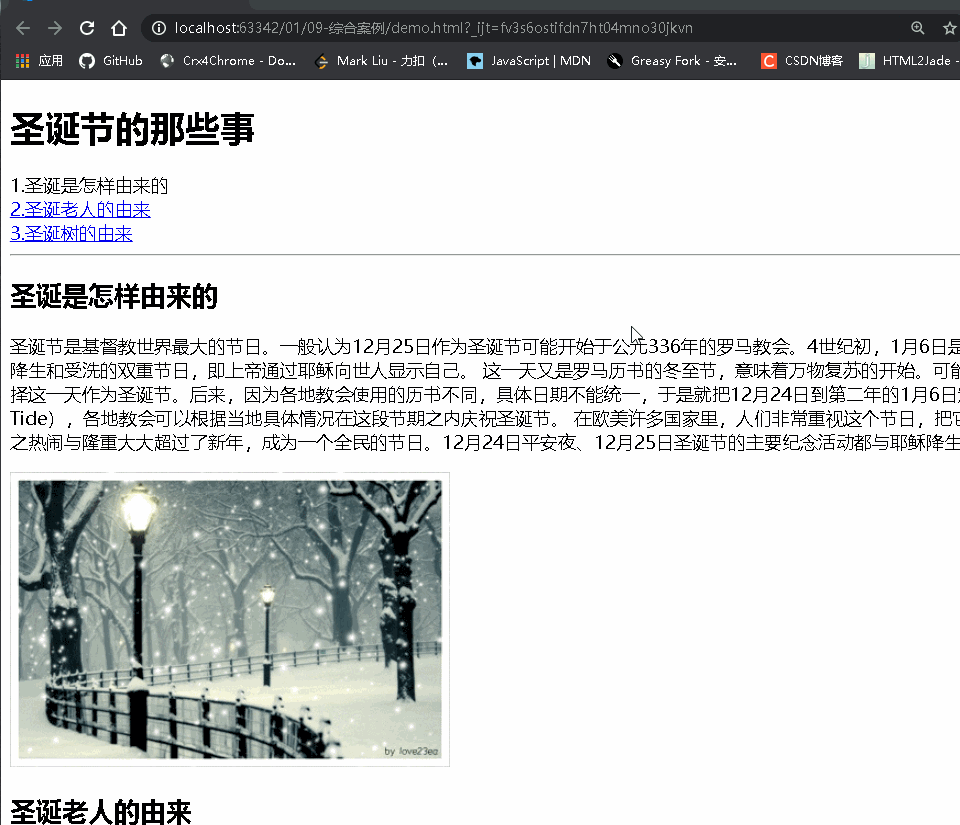 localhost:63342/01/09-综合案例/demo.html?_ijt=fv3s6ostifdn7ht04mno30jkvn
应用 GitHub Crx4Chrome - Do... Mark Liu - 力扣（... JavaScript | MDN Greasy Fork - 安... CSDN博客 HTML2Jade -
圣诞节的那些事
1.圣诞是怎样由来的
2.圣诞老人的由来
3.圣诞树的由来
圣诞是怎样由来的
圣诞节是基督教世界最大的节日。一般认为12月25日作为圣诞节可能开始于公元336年的罗马教会。4世纪初，1月6日是
降生和受洗的双重节日，即上帝通过耶稣向世人显示自己。 这一天又是罗马历书的冬至节，意味着万物复苏的开始。可能
择这一天作为圣诞节。后来，因为各地教会使用的历书不同，具体日期不能统一，于是就把12月24日到第二年的1月6日定
Tide），各地教会可以根据当地具体情况在这段节期之内庆祝圣诞节。 在欧美许多国家里，人们非常重视这个节日，把它
之热闹与隆重大大超过了新年，成为一个全民的节日。12月24日平安夜、12月25日圣诞节的主要纪念活动都与耶稣降生
by love23ea
圣诞老人的由来